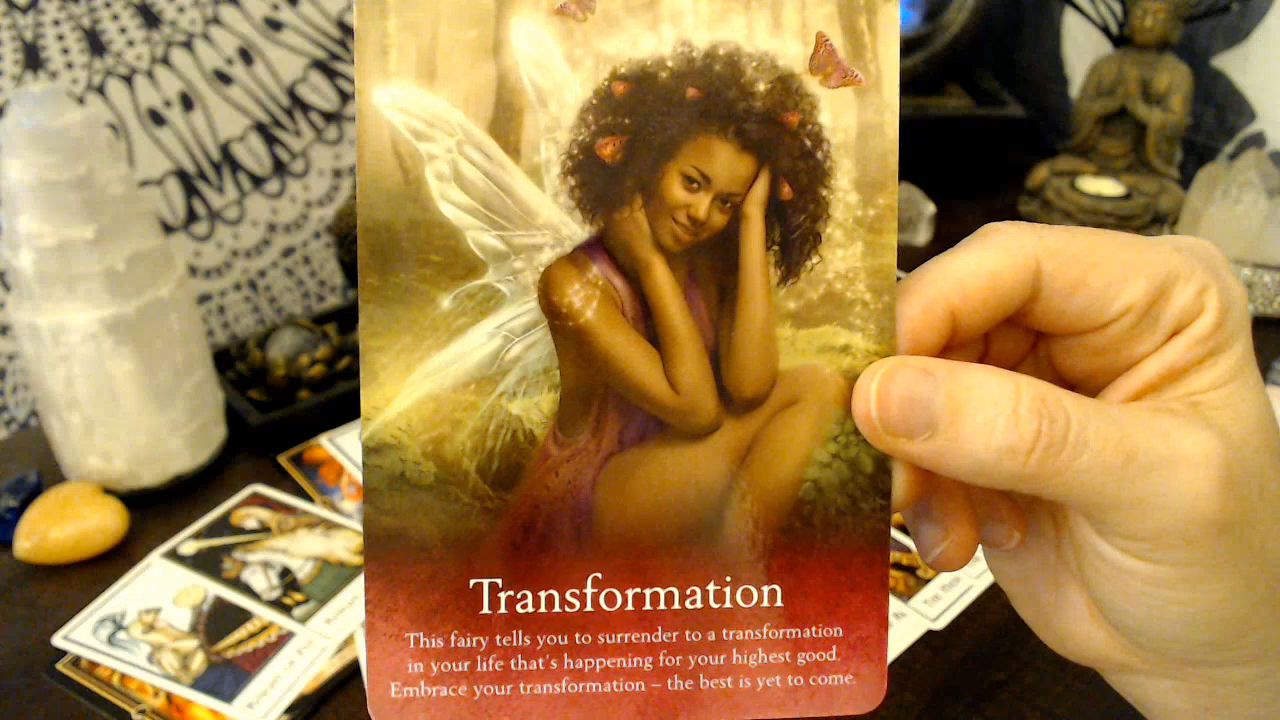 Transformation
This fairy tells you to surrender to a transformation
in your life that's happening for your highest good.
Embrace your transformation – the best is yet to come.